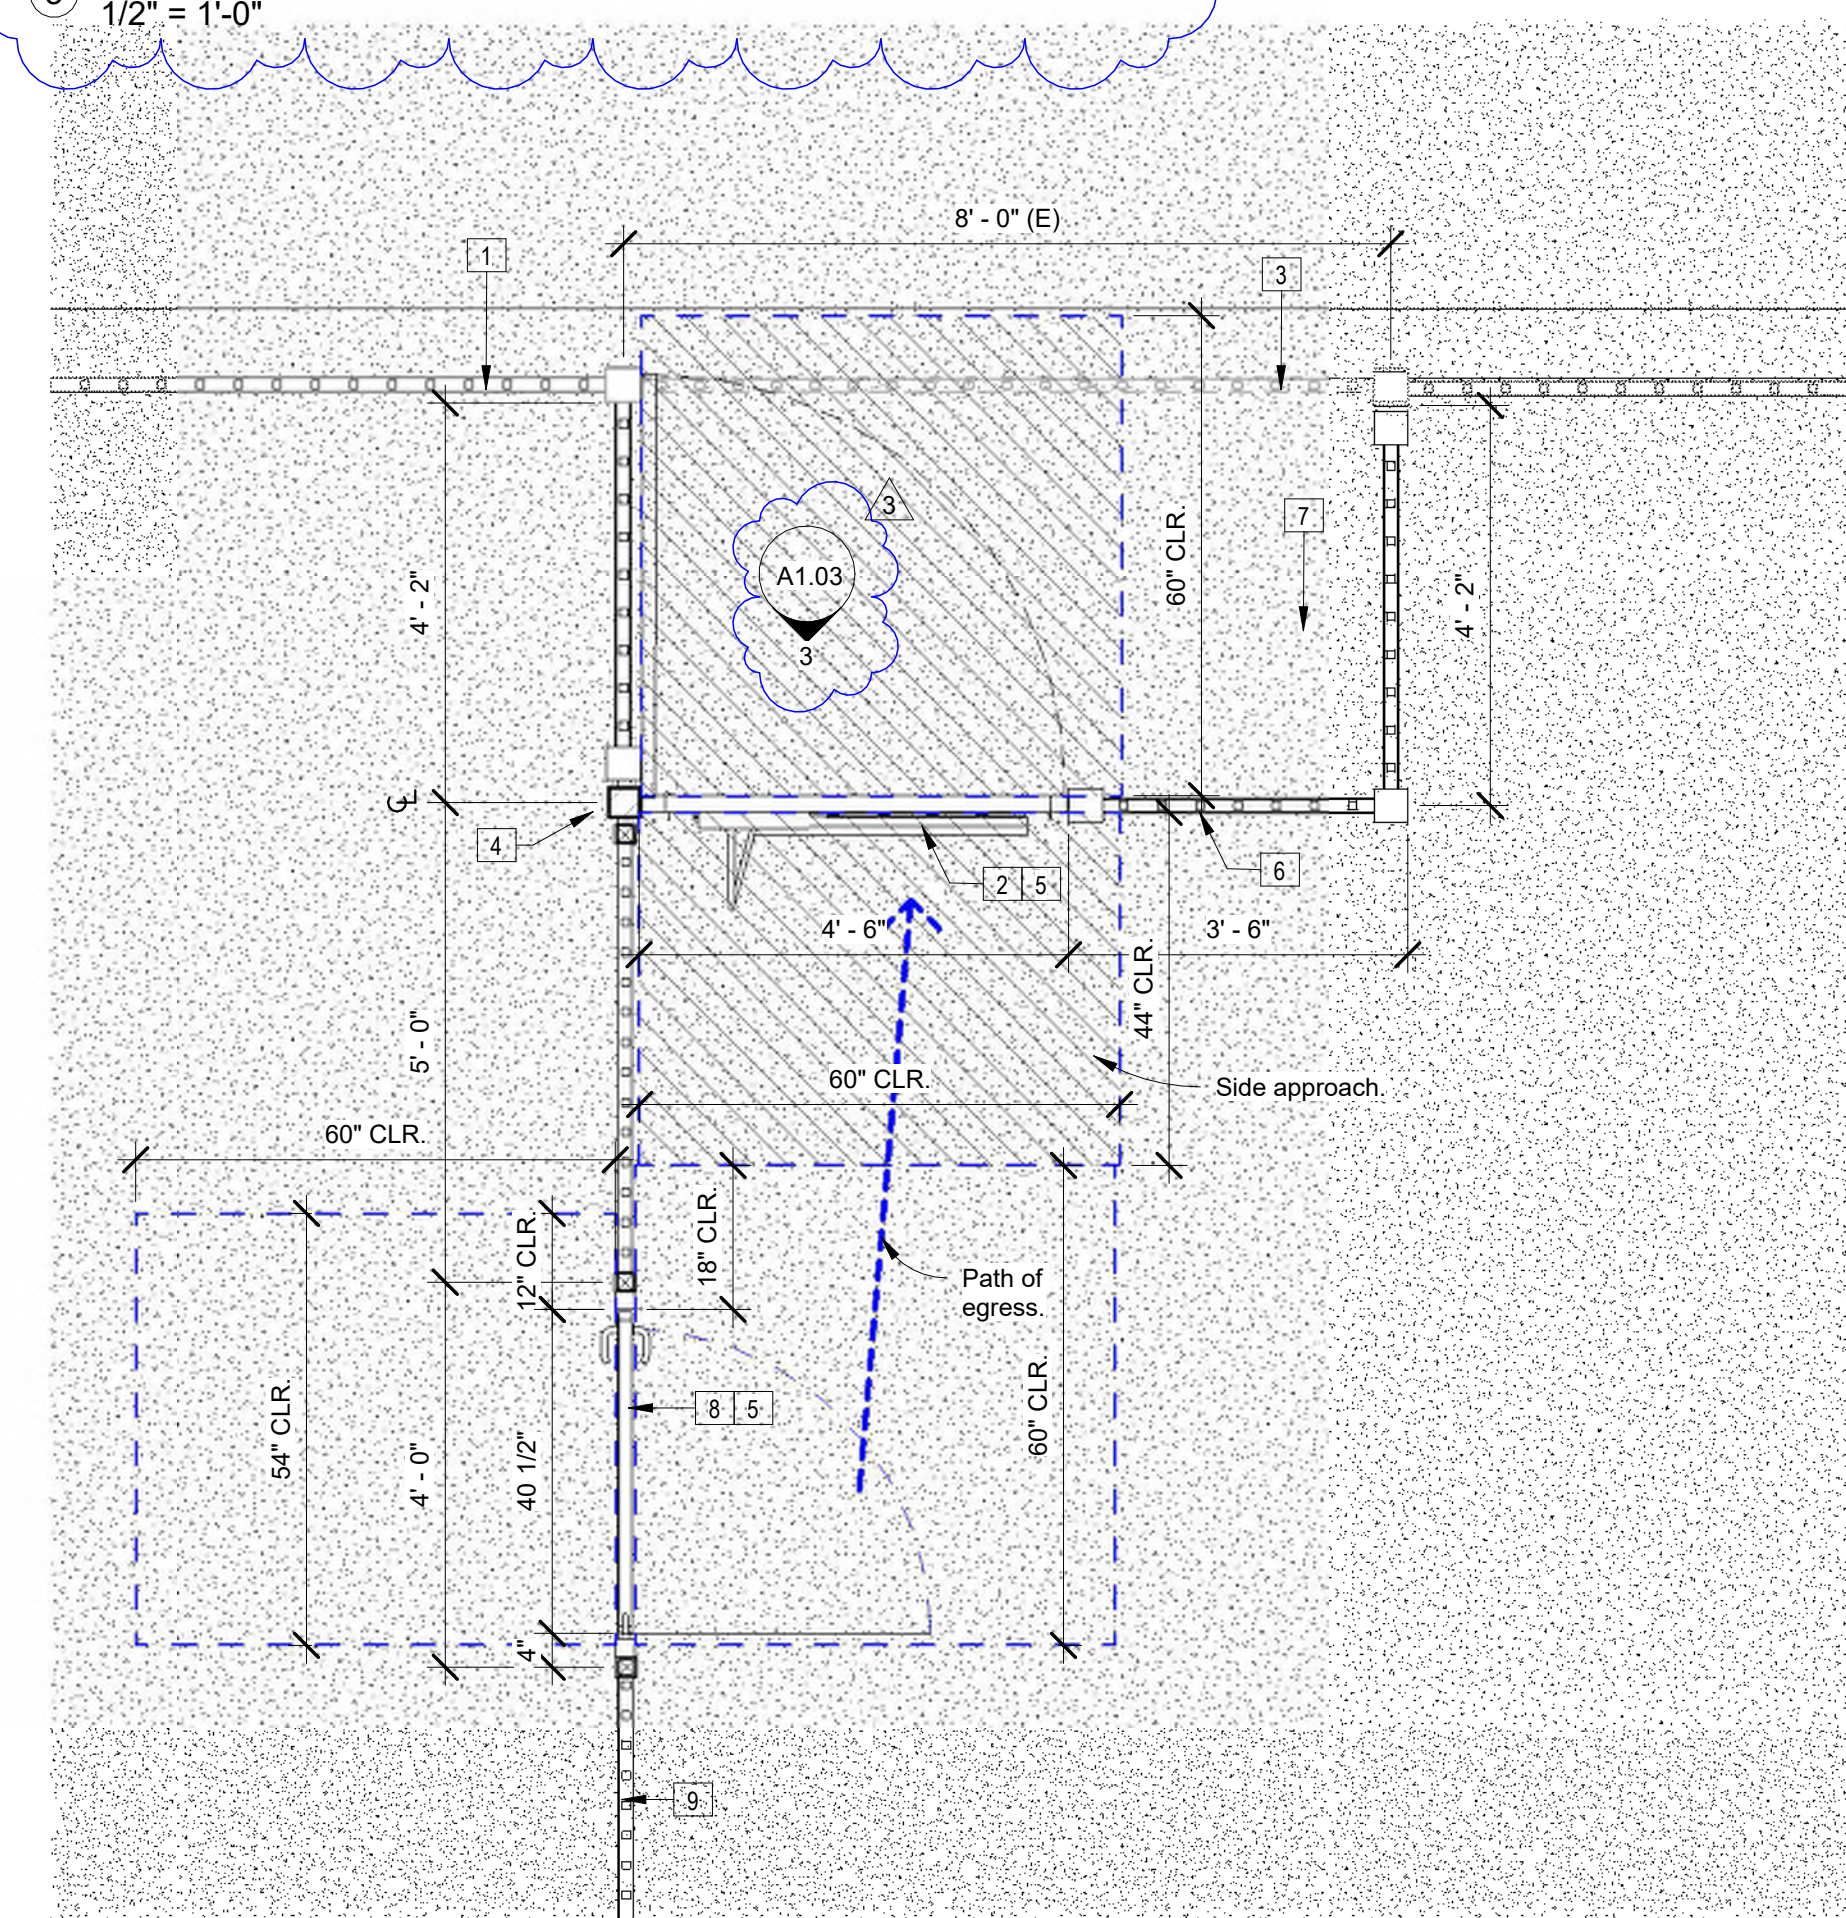 1/2" = 1'-0"
8' - 0" (E)
1
3
3
A1.03
3
60" CLR.
7
4' - 2"
4' - 2"
CL
4
2 5
6
4' - 6"
3' - 6"
44" CLR.
5' - 0"
60" CLR.
Side approach.
60" CLR.
12" CLR.
18" CLR.
Path of
egress.
54" CLR.
4' - 0"
40 1/2"
8 5
60" CLR.
4"
9